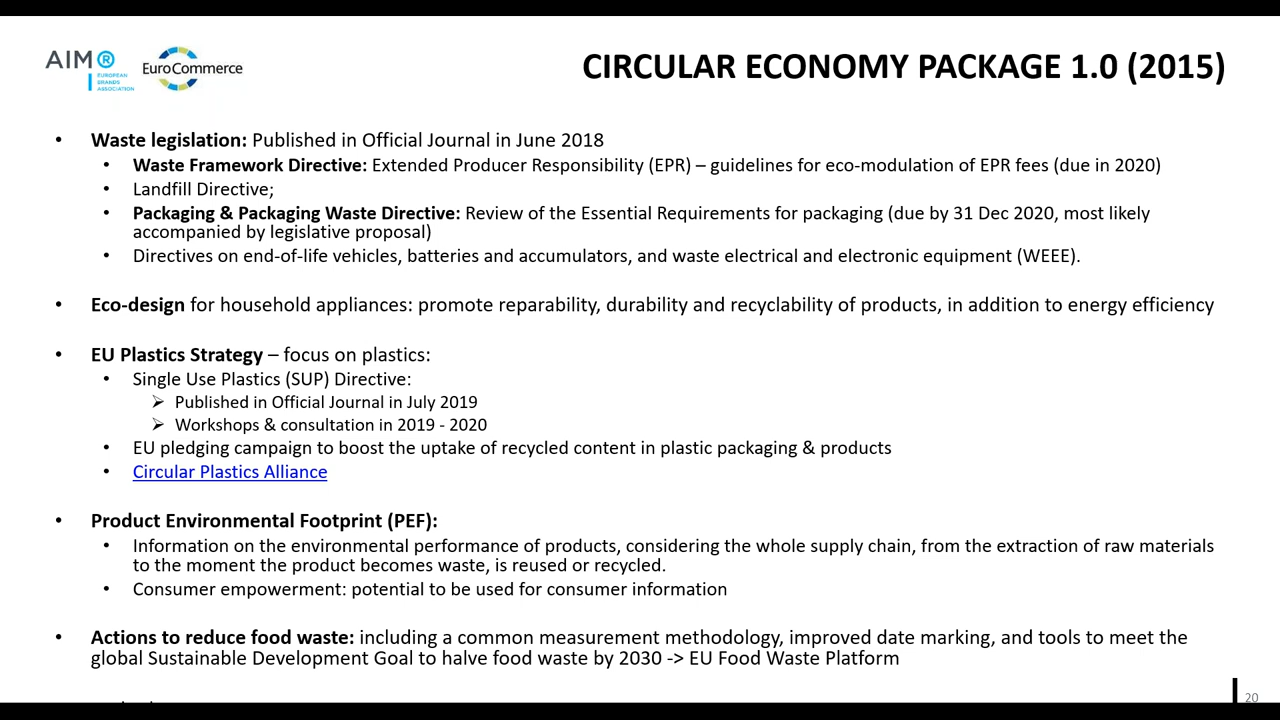 AIM®
EUROPEAN
BRANDS
ASSOCIATION
EuroCommerce
CIRCULAR ECONOMY PACKAGE 1.0 (2015)
• Waste legislation: Published in Official Journal in June 2018
• Waste Framework Directive: Extended Producer Responsibility (EPR) – guidelines for eco-modulation of EPR fees (due in 2020)
• Landfill Directive;
• Packaging & Packaging Waste Directive: Review of the Essential Requirements for packaging (due by 31 Dec 2020, most likely
accompanied by legislative proposal)
• Directives on end-of-life vehicles, batteries and accumulators, and waste electrical and electronic equipment (WEEE).
• Eco-design for household appliances: promote reparability, durability and recyclability of products, in addition to energy efficiency
• EU Plastics Strategy – focus on plastics:
• Single Use Plastics (SUP) Directive:
➢ Published in Official Journal in July 2019
➢ Workshops & consultation in 2019 - 2020
• EU pledging campaign to boost the uptake of recycled content in plastic packaging & products
• Circular Plastics Alliance
• Product Environmental Footprint (PEF):
• Information on the environmental performance of products, considering the whole supply chain, from the extraction of raw materials
to the moment the product becomes waste, is reused or recycled.
• Consumer empowerment: potential to be used for consumer information
• Actions to reduce food waste: including a common measurement methodology, improved date marking, and tools to meet the
global Sustainable Development Goal to halve food waste by 2030 -> EU Food Waste Platform
20